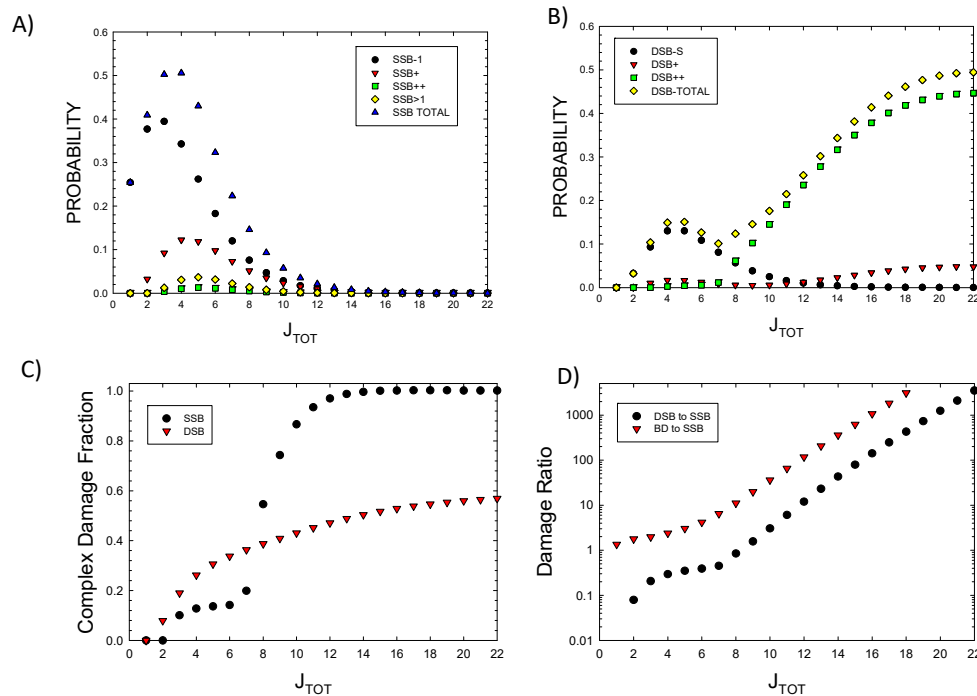 A)
0.6
0.5
0.4
0.3
0.2
0.1
0.0
PROBABILITY
SSB-1
SSB+
SSB++
SSB>1
SSB TOTAL
0 2 4 6 8 10 12 14 16 18 20 22
J_TOT
B)
0.6
0.5
0.4
0.3
0.2
0.1
0.0
PROBABILITY
DSB-S
DSB+
DSB++
DSB-TOTAL
0 2 4 6 8 10 12 14 16 18 20 22
J_TOT
C)
1.0
0.8
0.6
0.4
0.2
0.0
Complex Damage Fraction
SSB
DSB
0 2 4 6 8 10 12 14 16 18 20 22
J_TOT
D)
1000
100
10
1
0.1
0.01
Damage Ratio
DSB to SSB
BD to SSB
0 2 4 6 8 10 12 14 16 18 20 22
J_TOT